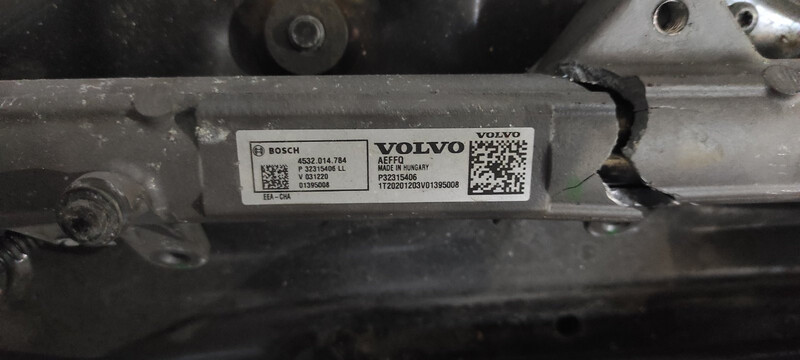 BOSCH
4532.014.784
P 32315406 LL
V 031220
01395008
EEA-CHA
VOLVO
AEFFQ
MADE IN HUNGARY
P32315406
1T20201203V01395008
VOLVO